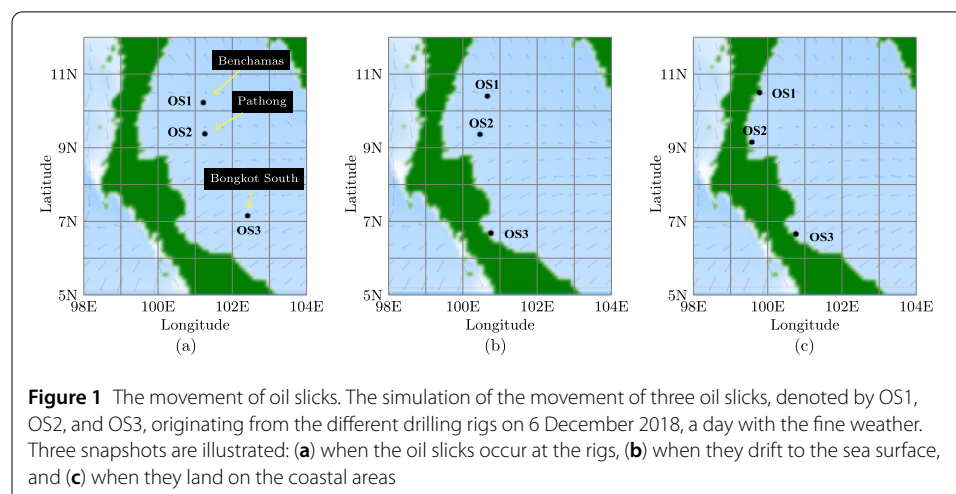 11N
9N
7N
5N
Latitude
98E 100E 102E 104E
Longitude
(a)
Benchamas
OS1
Pathong
OS2
Bongkot South
OS3
11N
9N
7N
5N
Latitude
98E 100E 102E 104E
Longitude
(b)
OS1
OS2
OS3
11N
9N
7N
5N
Latitude
98E 100E 102E 104E
Longitude
(c)
OS1
OS2
OS3
Figure 1 The movement of oil slicks. The simulation of the movement of three oil slicks, denoted by OS1,
OS2, and OS3, originating from the different drilling rigs on 6 December 2018, a day with the fine weather.
Three snapshots are illustrated: (a) when the oil slicks occur at the rigs, (b) when they drift to the sea surface,
and (c) when they land on the coastal areas